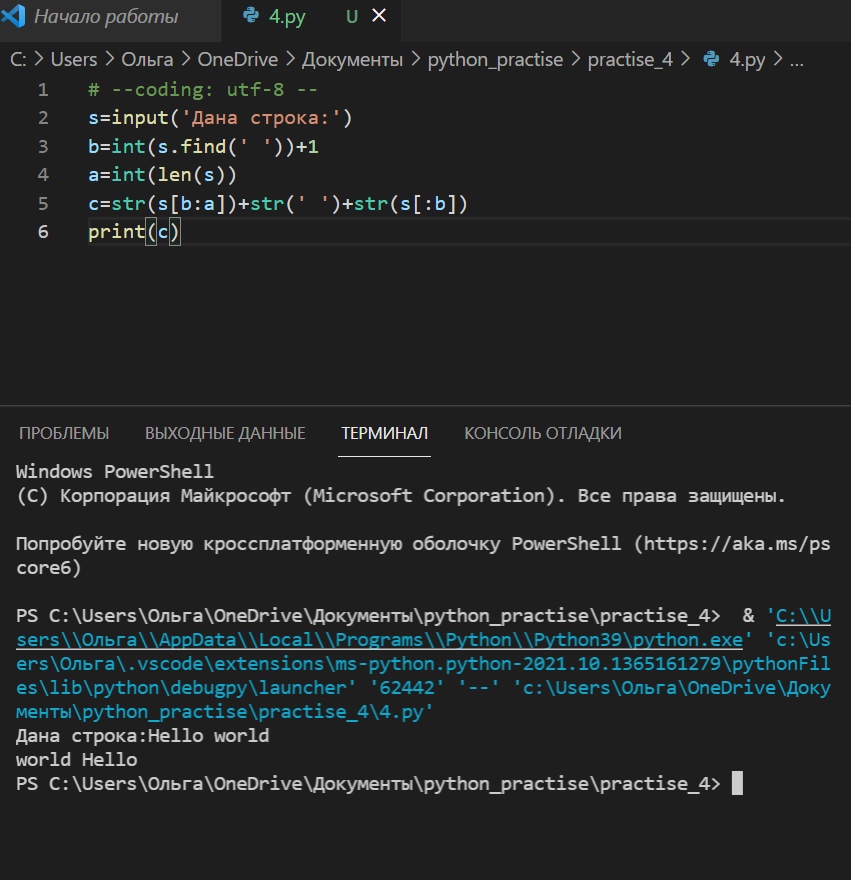 Начало работы 4.py U
C: > Users > Ольга > OneDrive > Документы > python_practise > practise_4 > 4.py > ...
1 # --coding: utf-8 --
2 s=input('Дана строка:')
3 b=int(s.find(' '))+1
4 a=int(len(s))
5 c=str(s[b:a])+str(' ')+str(s[:b])
6 print(c)
ПРОБЛЕМЫ ВЫХОДНЫЕ ДАННЫЕ ТЕРМИНАЛ КОНСОЛЬ ОТЛАДКИ
Windows PowerShell
(C) Корпорация Майкрософт (Microsoft Corporation). Все права защищены.
Попробуйте новую кроссплатформенную оболочку PowerShell (https://aka.ms/ps
core6)
PS C:\Users\Ольга\OneDrive\Документы\python_practise\practise_4>  & 'C:\\U
sers\\Ольга\\AppData\\Local\\Programs\\Python\\Python39\python.exe' 'c:\Us
ers\Ольга\.vscode\extensions\ms-python.python-2021.10.1365161279\pythonFil
es\lib\python\debugpy\launcher' '62442' '--' 'c:\Users\Ольга\OneDrive\Доку
менты\python_practise\practise_4\4.py'
Дана строка:Hello world
world Hello
PS C:\Users\Ольга\OneDrive\Документы\python_practise\practise_4>